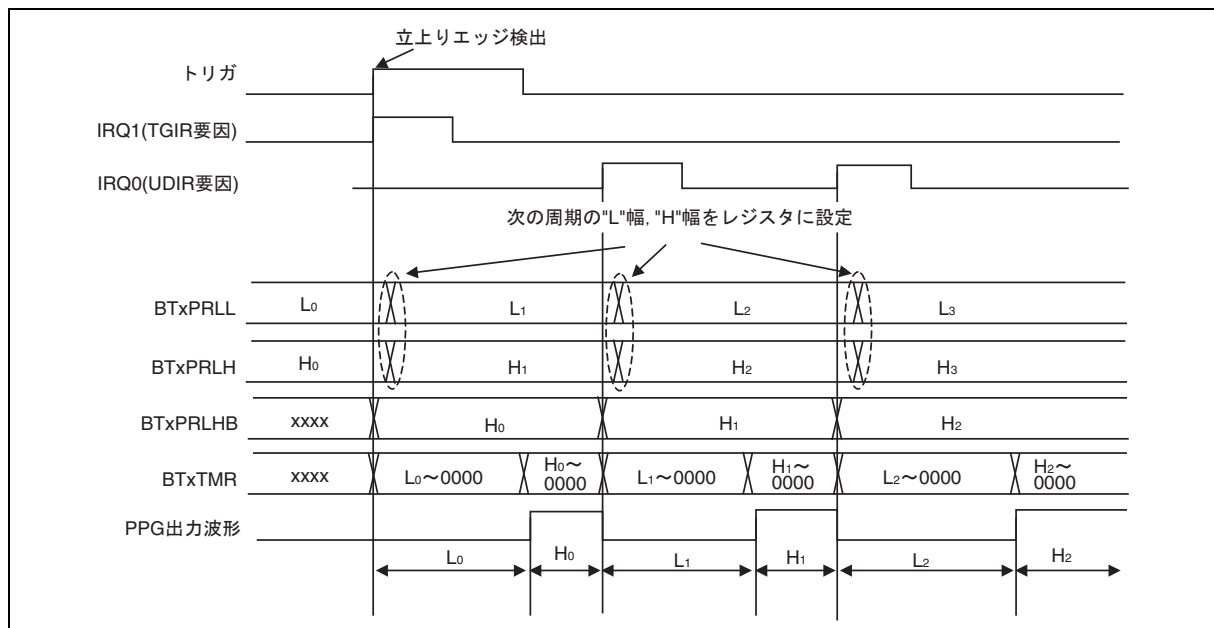 立上りエッジ検出
トリガ
IRQ1(TGIR要因)
IRQ0(UDIR要因)
次の周期の"L"幅, "H"幅をレジスタに設定
BTxPRLL L0 L1 L2 L3
BTxPRLH H0 H1 H2 H3
BTxPRLHB xxxx H0 H1 H2
BTxTMR xxxx L0～0000 H0～0000 L1～0000 H1～0000 L2～0000 H2～0000
PPG出力波形
L0 H0 L1 H1 L2 H2